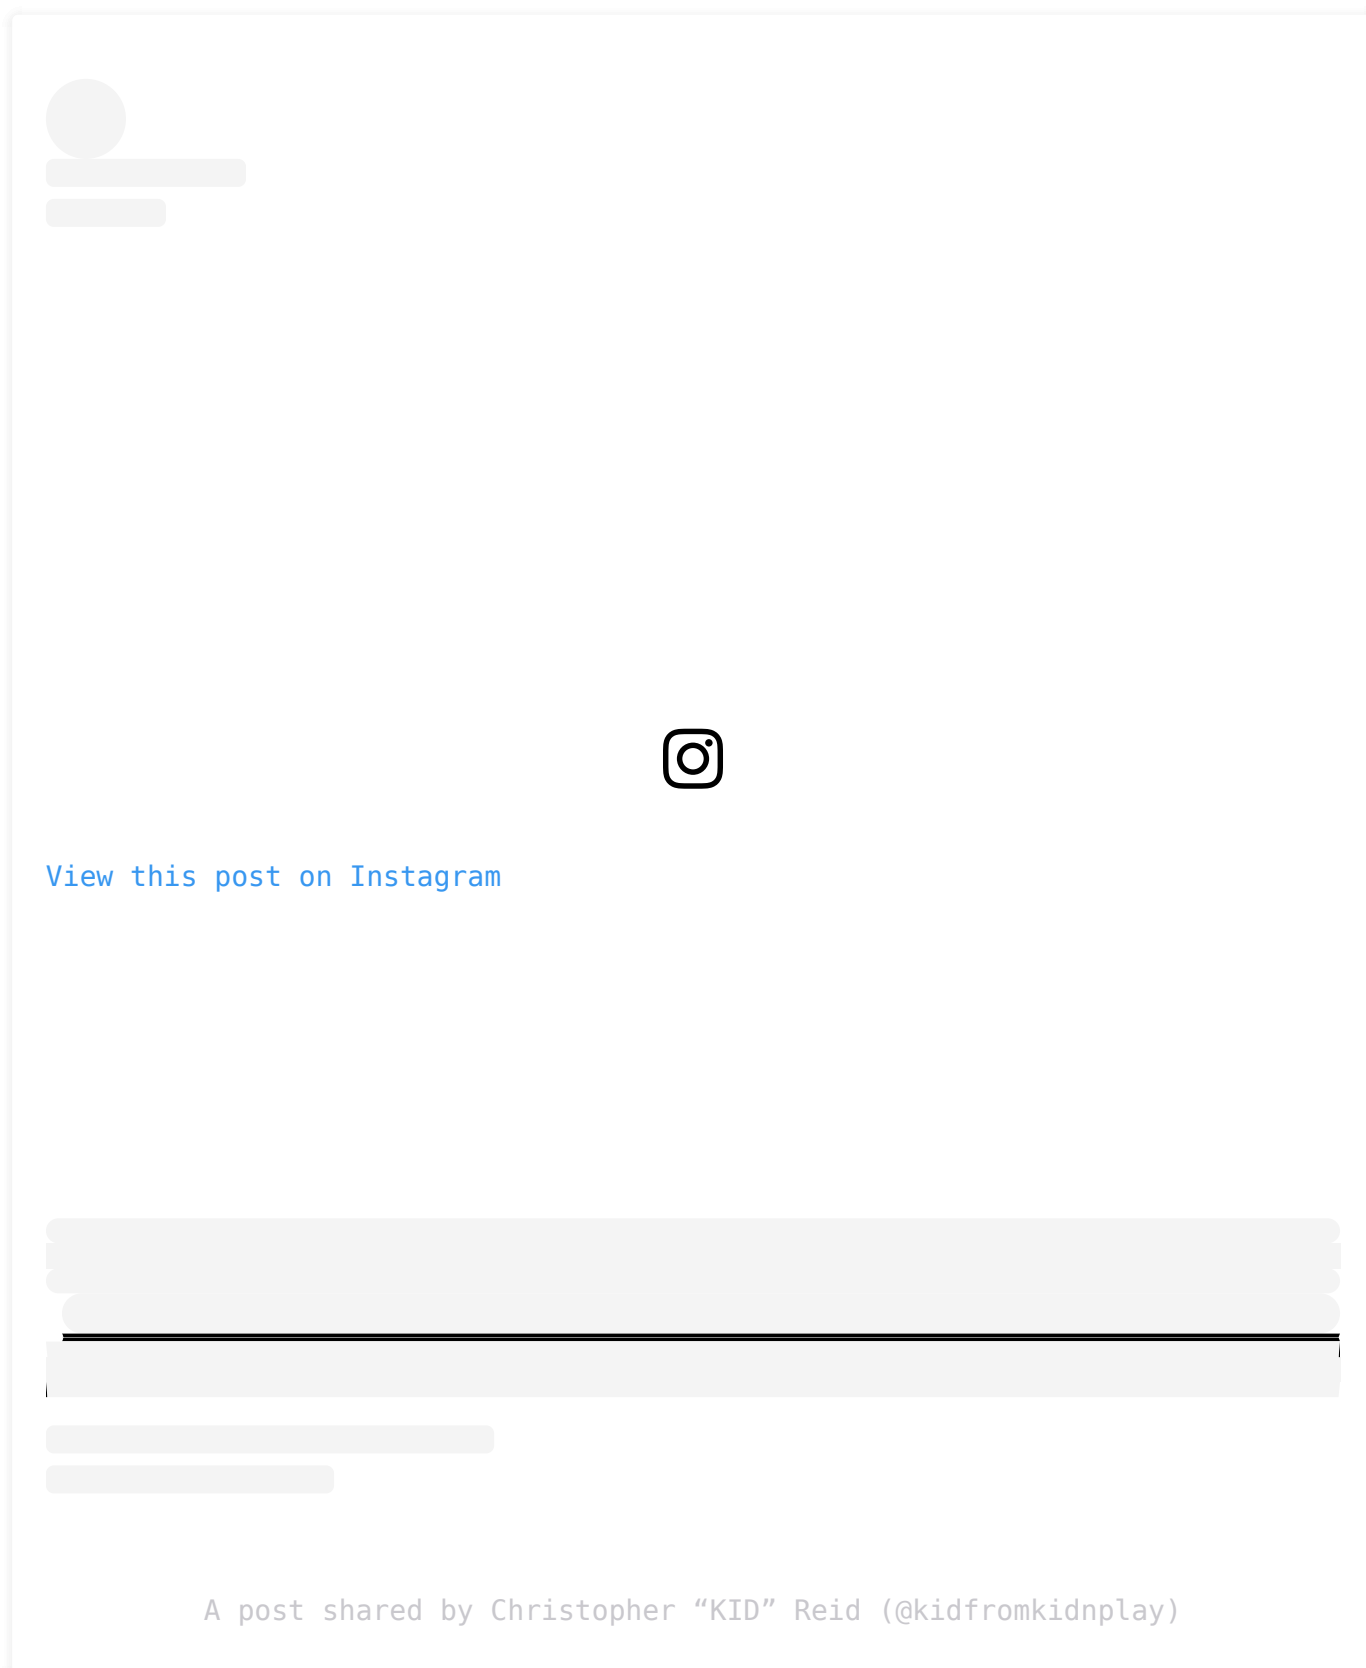 View this post on Instagram
A post shared by Christopher “KID” Reid (@kidfromkidnplay)